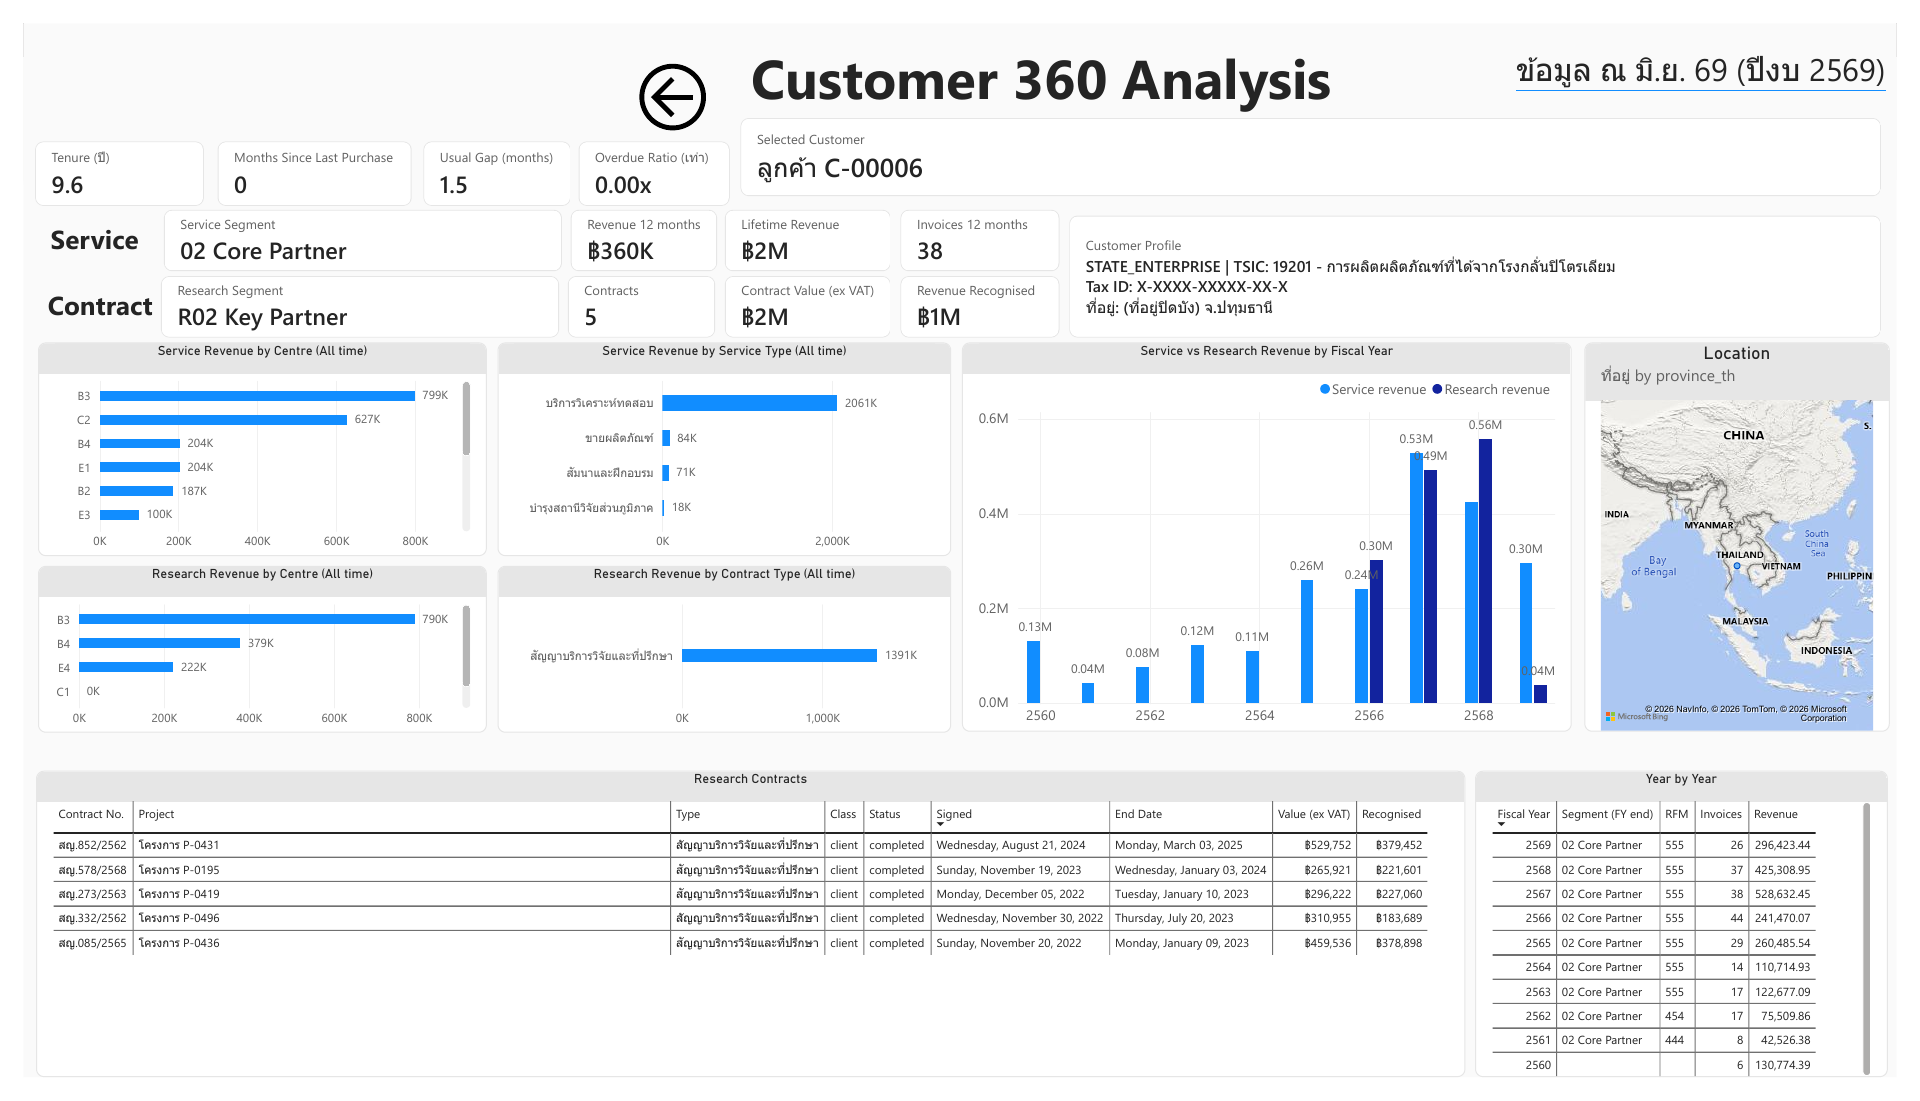 Customer 360 Analysis
ข้อมูล ณ มิ.ย. 69 (ปีงบ 2569)
Selected Customer
ลูกค้า C-00006
Tenure (ปี)
9.6
Months Since Last Purchase
0
Usual Gap (months)
1.5
Overdue Ratio (เท่า)
0.00x
Service
Service Segment
02 Core Partner
Revenue 12 months
฿360K
Lifetime Revenue
฿2M
Invoices 12 months
38
Contract
Research Segment
R02 Key Partner
Contracts
5
Contract Value (ex VAT)
฿2M
Revenue Recognised
฿1M
Customer Profile
STATE_ENTERPRISE | TSIC: 19201 - การผลิตผลิตภัณฑ์ที่ได้จากโรงกลั่นปิโตรเลียม
Tax ID: X-XXXX-XXXXX-XX-X
ที่อยู่: (ที่อยู่ปิดบัง) จ.ปทุมธานี
Service Revenue by Centre (All time)
B3 799K
C2 627K
B4 204K
E1 204K
B2 187K
E3 100K
0K 200K 400K 600K 800K
Service Revenue by Service Type (All time)
บริการวิเคราะห์ทดสอบ 2061K
ขายผลิตภัณฑ์ 84K
สัมนาและฝึกอบรม 71K
บำรุงสถานีวิจัยส่วนภูมิภาค 18K
0K 2,000K
Research Revenue by Centre (All time)
B3 790K
B4 379K
E4 222K
C1 0K
0K 200K 400K 600K 800K
Research Revenue by Contract Type (All time)
สัญญาบริการวิจัยและที่ปรึกษา 1391K
0K 1,000K
Service vs Research Revenue by Fiscal Year
Service revenue Research revenue
0.6M
0.4M
0.2M
0.0M
0.13M
0.04M
0.08M
0.12M
0.11M
0.26M
0.24M
0.30M
0.53M
0.49M
0.56M
0.30M
0.04M
2560 2562 2564 2566 2568
Location
ที่อยู่ by province_th
CHINA
S.
INDIA
MYANMAR
South
China
Sea
Bay
of Bengal
THAILAND
VIETNAM
PHILIPPIN
MALAYSIA
INDONESIA
Microsoft Bing
© 2026 NavInfo, © 2026 TomTom, © 2026 Microsoft
Corporation
Research Contracts
Contract No. Project Type Class Status Signed End Date Value (ex VAT) Recognised
สญ.852/2562 โครงการ P-0431 สัญญาบริการวิจัยและที่ปรึกษา client completed Wednesday, August 21, 2024 Monday, March 03, 2025 ฿529,752 ฿379,452
สญ.578/2568 โครงการ P-0195 สัญญาบริการวิจัยและที่ปรึกษา client completed Sunday, November 19, 2023 Wednesday, January 03, 2024 ฿265,921 ฿221,601
สญ.273/2563 โครงการ P-0419 สัญญาบริการวิจัยและที่ปรึกษา client completed Monday, December 05, 2022 Tuesday, January 10, 2023 ฿296,222 ฿227,060
สญ.332/2562 โครงการ P-0496 สัญญาบริการวิจัยและที่ปรึกษา client completed Wednesday, November 30, 2022 Thursday, July 20, 2023 ฿310,955 ฿183,689
สญ.085/2565 โครงการ P-0436 สัญญาบริการวิจัยและที่ปรึกษา client completed Sunday, November 20, 2022 Monday, January 09, 2023 ฿459,536 ฿378,898
Year by Year
Fiscal Year Segment (FY end) RFM Invoices Revenue
2569 02 Core Partner 555 26 296,423.44
2568 02 Core Partner 555 37 425,308.95
2567 02 Core Partner 555 38 528,632.45
2566 02 Core Partner 555 44 241,470.07
2565 02 Core Partner 555 29 260,485.54
2564 02 Core Partner 555 14 110,714.93
2563 02 Core Partner 555 17 122,677.09
2562 02 Core Partner 454 17 75,509.86
2561 02 Core Partner 444 8 42,526.38
2560 6 130,774.39